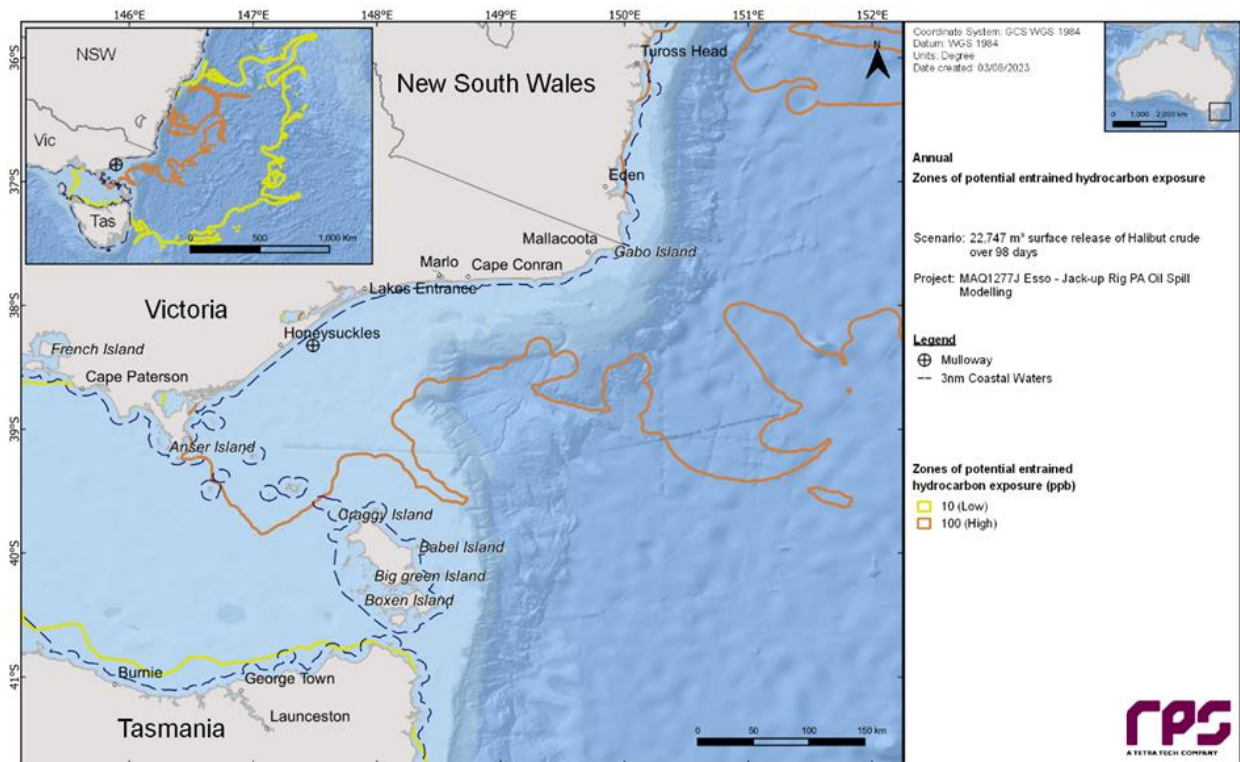 146°E 147°E 148°E 149°E 150°E 151°E 152°E
36°S
37°S
38°S
39°S
40°S
41°S
NSW
Vic
Tas
0 500 1,000 Km
New South Wales
Tuross Head
Eden
Mallacoota
Gabo Island
Marlo
Cape Conran
Lakes Entrance
Victoria
Honeysuckles
French Island
Cape Paterson
Anser Island
Craggy Island
Babel Island
Big green Island
Boxen Island
Burnie
George Town
Launceston
Tasmania
0 50 100 150 km
N
Coordinate System: GCS WGS 1984
Datum: WGS 1984
Units: Degree
Date created: 03/08/2023
0 1,000 2,000 km
Annual
Zones of potential entrained hydrocarbon exposure
Scenario: 22,747 m³ surface release of Halibut crude
over 98 days
Project: MAQ1277J Esso - Jack-up Rig PA Oil Spill
Modelling
Legend
Mulloway
3nm Coastal Waters
Zones of potential entrained
hydrocarbon exposure (ppb)
10 (Low)
100 (High)
rps
A TETRA TECH COMPANY